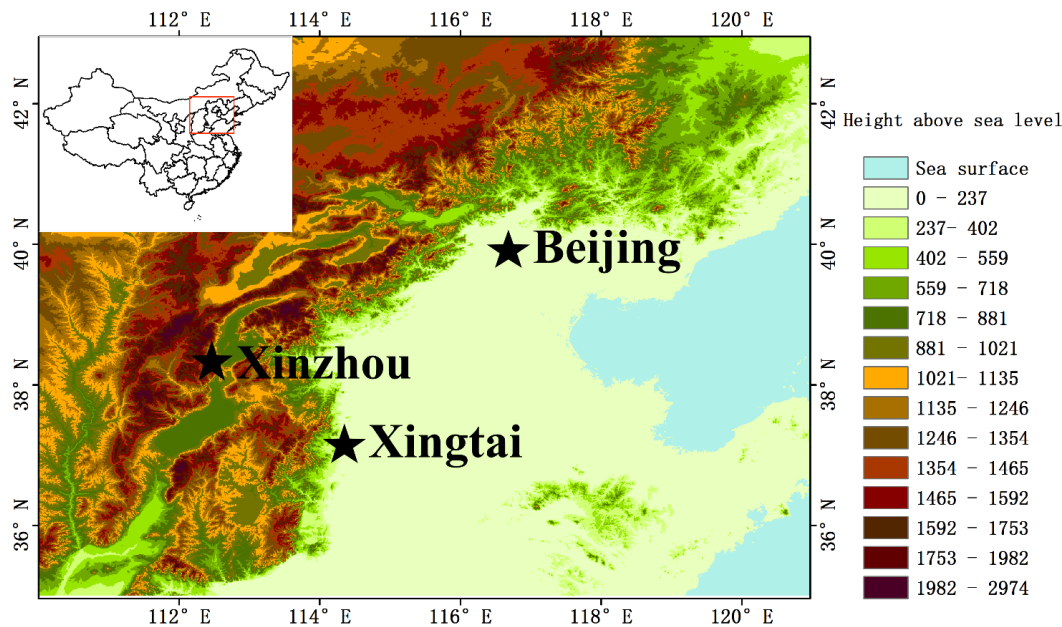 112° E 114° E 116° E 118° E 120° E
42° N
40° N
38° N
36° N
Beijing
Xinzhou
Xingtai
112° E 114° E 116° E 118° E 120° E
42° N
40° N
38° N
36° N
Height above sea level
Sea surface
0 - 237
237- 402
402 - 559
559 - 718
718 - 881
881 - 1021
1021- 1135
1135 - 1246
1246 - 1354
1354 - 1465
1465 - 1592
1592 - 1753
1753 - 1982
1982 - 2974